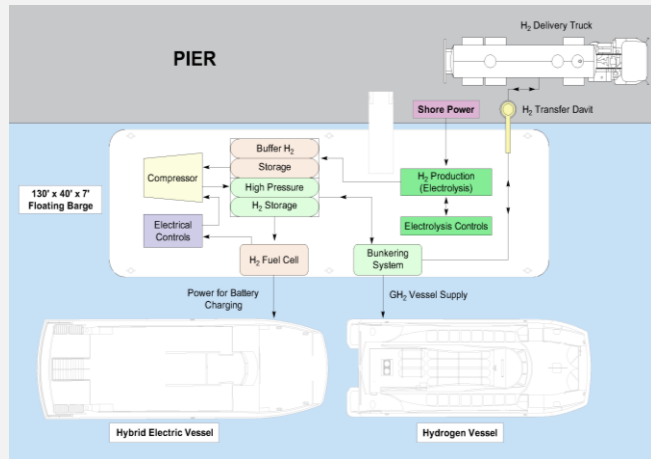 H₂ Delivery Truck
PIER
Shore Power
H₂ Transfer Davit
Buffer H₂
Storage
High Pressure
H₂ Storage
Compressor
H₂ Production
(Electrolysis)
130' x 40' x 7'
Floating Barge
Electrical
Controls
Electrolysis Controls
H₂ Fuel Cell
Bunkering
System
Power for Battery
Charging
GH₂ Vessel Supply
Hybrid Electric Vessel
Hydrogen Vessel